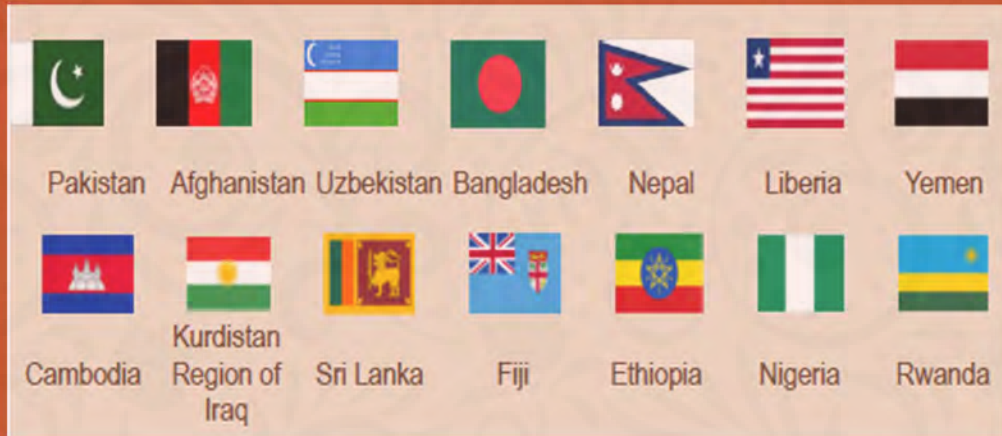 Pakistan Afghanistan Uzbekistan Bangladesh Nepal Liberia Yemen
Cambodia Kurdistan Region of Iraq Sri Lanka Fiji Ethiopia Nigeria Rwanda